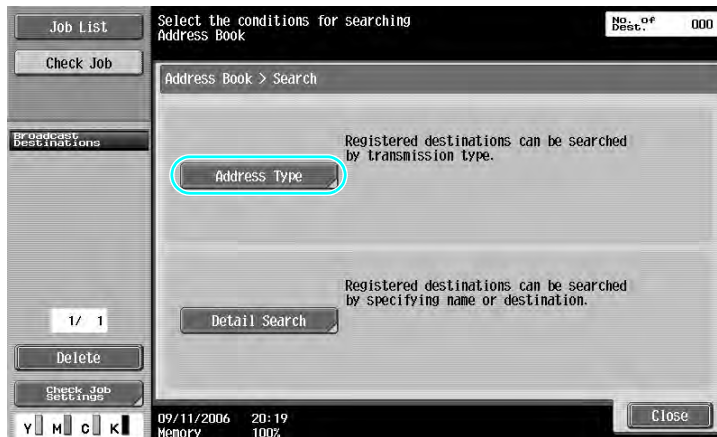 Job List
Check Job
Select the conditions for searching
Address Book
No. of
Dest.
000
Address Book > Search
Broadcast
Destinations
Registered destinations can be searched
by transmission type.
Address Type
Registered destinations can be searched
by specifying name or destination.
Detail Search
1/ 1
Delete
Check Job
Settings
Close
Y M C K
09/11/2006 20:19
Memory 100%